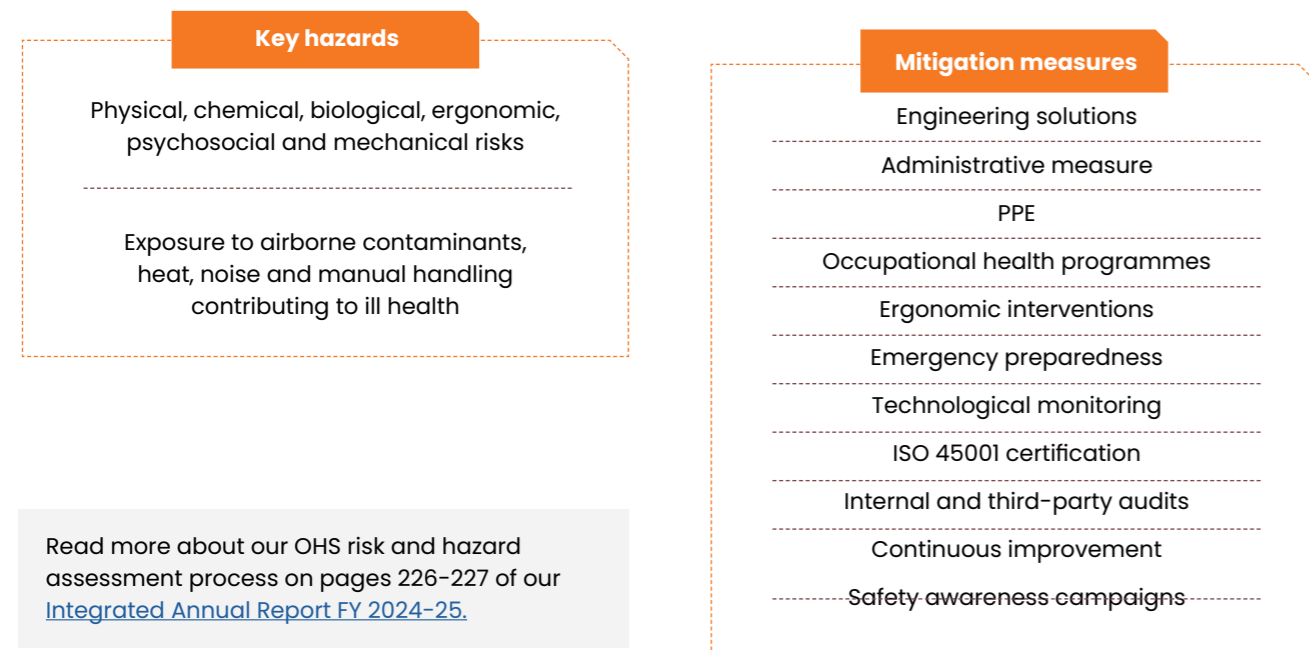 Key hazards
Physical, chemical, biological, ergonomic,
psychosocial and mechanical risks
Exposure to airborne contaminants,
heat, noise and manual handling
contributing to ill health
Read more about our OHS risk and hazard
assessment process on pages 226-227 of our
Integrated Annual Report FY 2024-25.
Mitigation measures
Engineering solutions
Administrative measure
PPE
Occupational health programmes
Ergonomic interventions
Emergency preparedness
Technological monitoring
ISO 45001 certification
Internal and third-party audits
Continuous improvement
Safety awareness campaigns